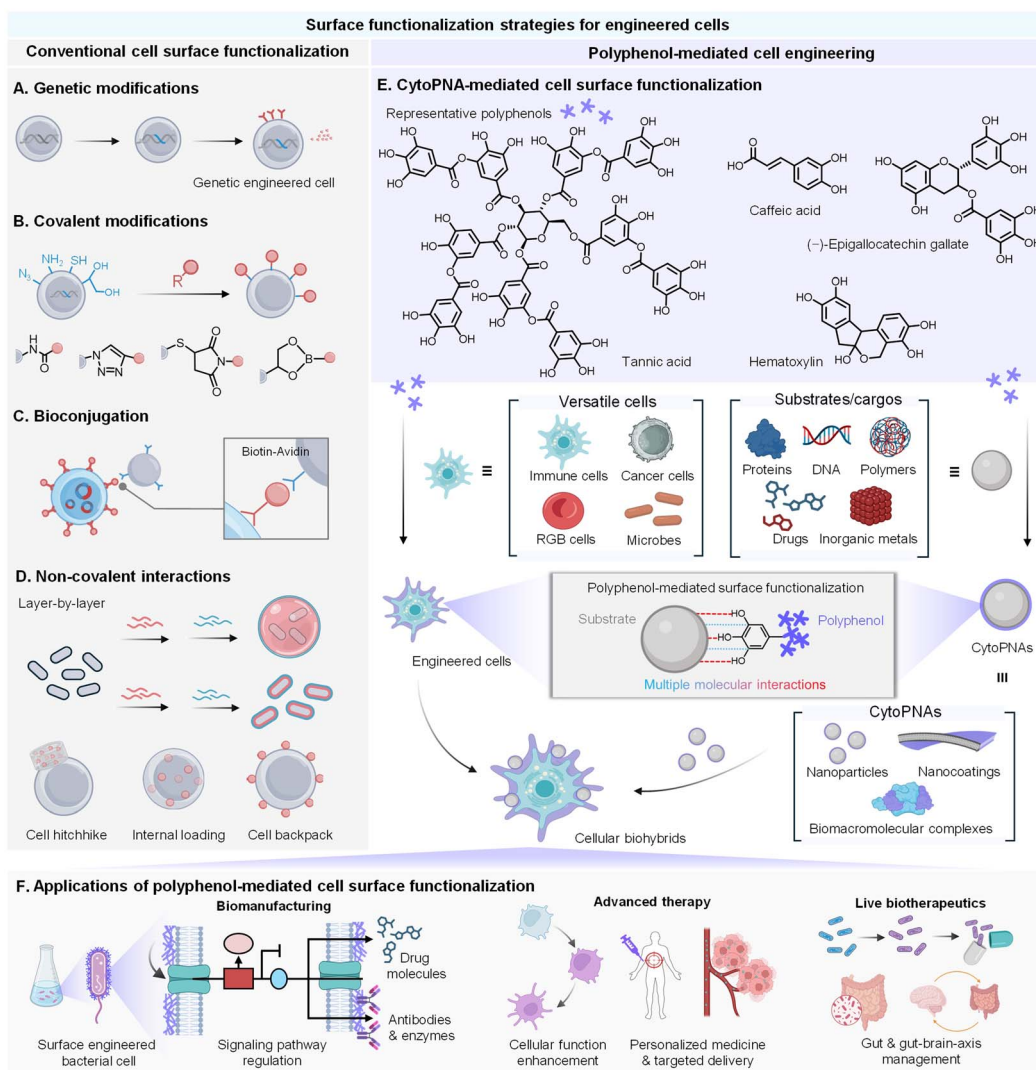 Surface functionalization strategies for engineered cells
Conventional cell surface functionalization
Polyphenol-mediated cell engineering
A. Genetic modifications
Genetic engineered cell
B. Covalent modifications
N3
NH2
SH
OH
OH
R
H
N
O
N
N=N
S
O
N
O
O
B
O
C. Bioconjugation
Biotin-Avidin
D. Non-covalent interactions
Layer-by-layer
Cell hitchhike
Internal loading
Cell backpack
E. CytoPNA-mediated cell surface functionalization
Representative polyphenols
Tannic acid
HO
O
OH
OH
Caffeic acid
(−)-Epigallocatechin gallate
Hematoxylin
Versatile cells
Immune cells
Cancer cells
RGB cells
Microbes
≡
Substrates/cargos
Proteins
DNA
Polymers
Drugs
Inorganic metals
≡
Engineered cells
Polyphenol-mediated surface functionalization
Substrate
HO
HO
HO
Polyphenol
Multiple molecular interactions
CytoPNAs
Cellular biohybrids
CytoPNAs
Nanoparticles
Nanocoatings
Biomacromolecular complexes
F. Applications of polyphenol-mediated cell surface functionalization
Biomanufacturing
Surface engineered
bacterial cell
Signaling pathway
regulation
Drug
molecules
Antibodies
& enzymes
Advanced therapy
Cellular function
enhancement
Personalized medicine
& targeted delivery
Live biotherapeutics
Gut & gut-brain-axis
management